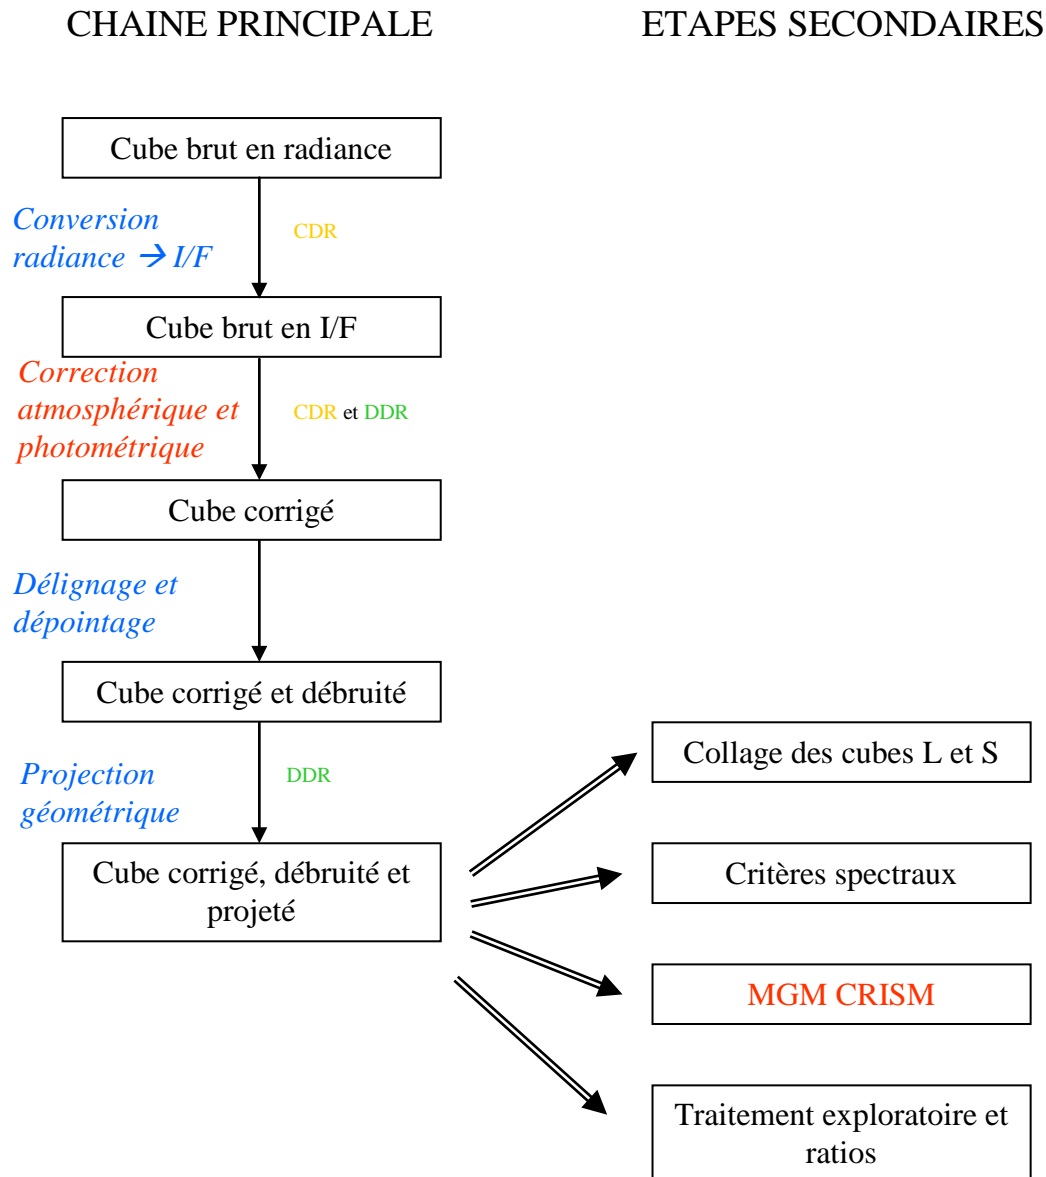 CHAINE PRINCIPALE
ETAPES SECONDAIRES
Cube brut en radiance
Conversion
radiance → I/F
CDR
Cube brut en I/F
Correction
atmosphérique et
photométrique
CDR et DDR
Cube corrigé
Délignage et
dépointage
Cube corrigé et débruité
Projection
géométrique
DDR
Cube corrigé, débruité et
projeté
Collage des cubes L et S
Critères spectraux
MGM CRISM
Traitement exploratoire et
ratios